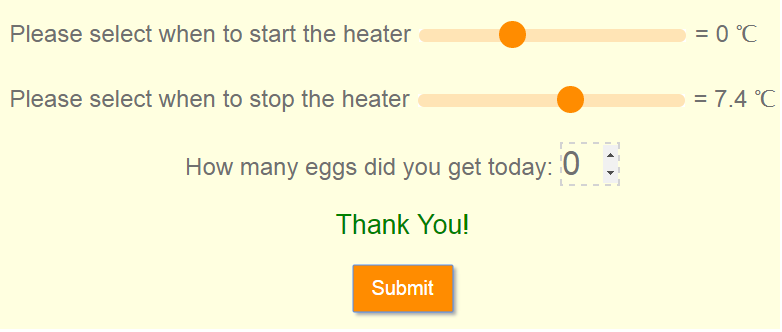 Please select when to start the heater = 0 ℃
Please select when to stop the heater = 7.4 ℃
How many eggs did you get today: 0
Thank You!
Submit